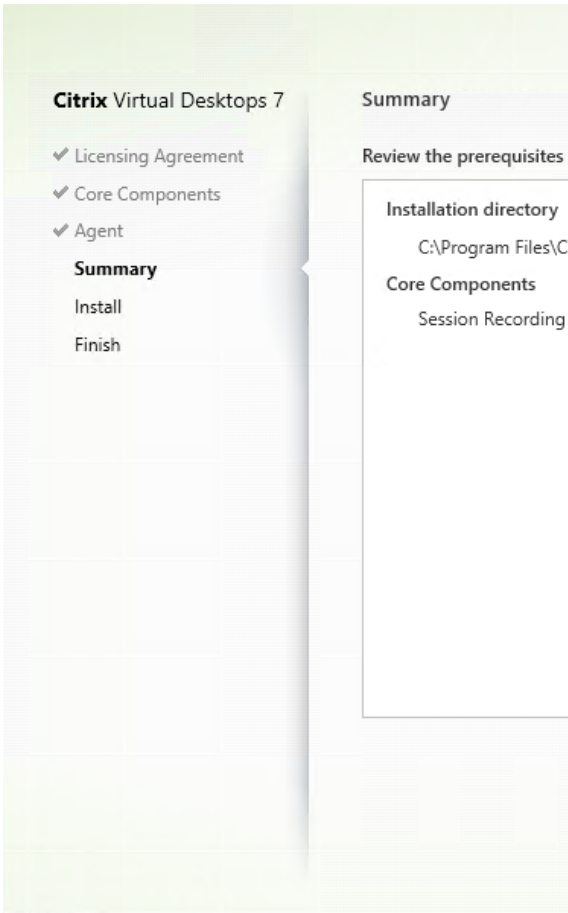 Citrix Virtual Desktops 7
Licensing Agreement
Core Components
Agent
Summary
Install
Finish
Summary
Review the prerequisites
Installation directory
C:\Program Files\C
Core Components
Session Recording